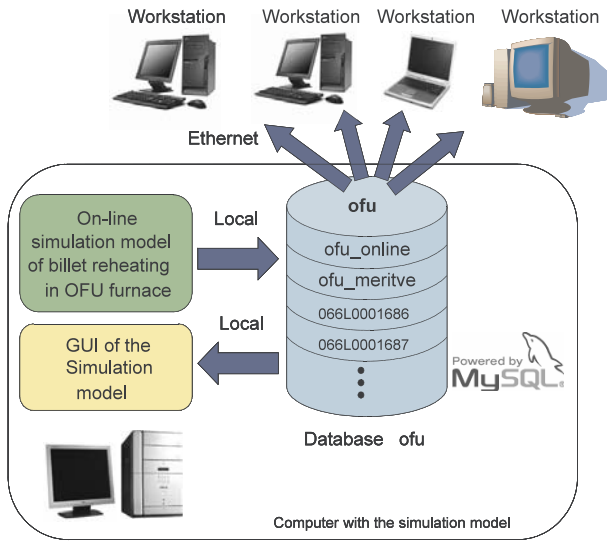 Workstation
Workstation
Workstation
Workstation
Ethernet
On-line
simulation model
of billet reheating
in OFU furnace
Local
ofu
ofu_online
ofu_meritve
066L0001686
066L0001687
Local
GUI of the
Simulation
model
Powered by
MySQL
Database ofu
Computer with the simulation model